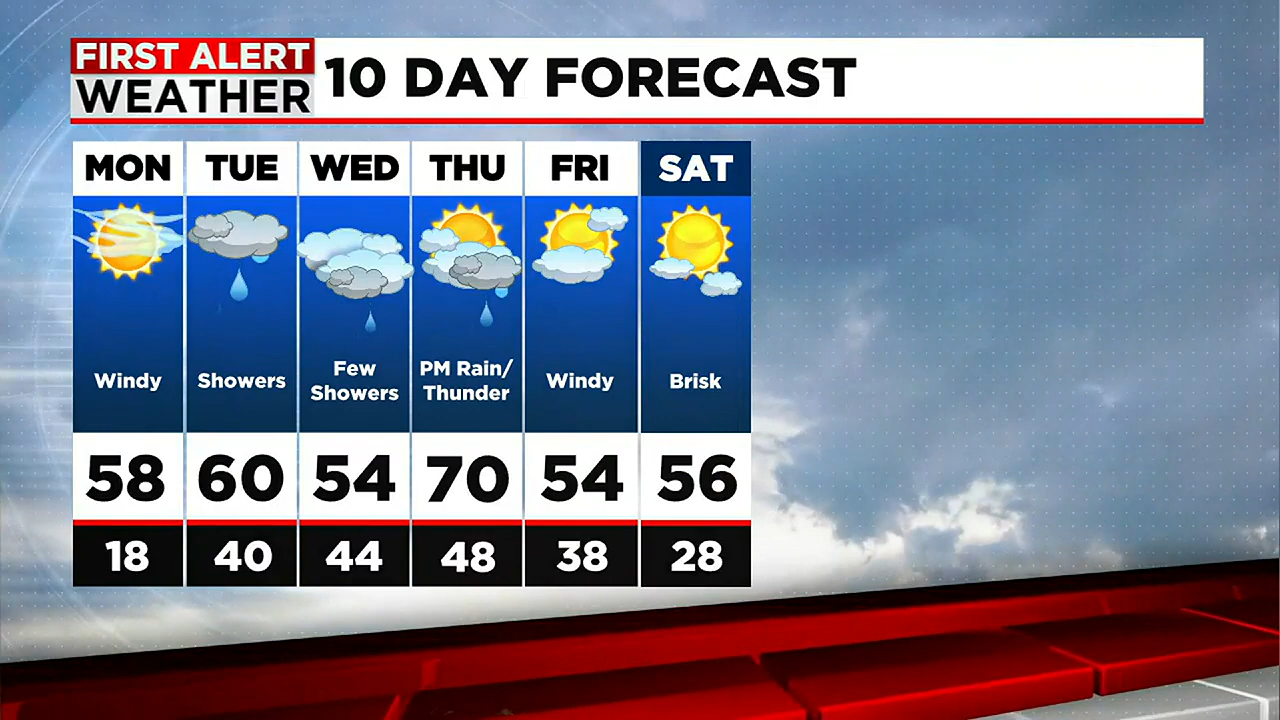 FIRST ALERT
WEATHER
10 DAY FORECAST
MON TUE WED THU FRI SAT
Windy Showers Few Showers PM Rain/ Thunder Windy Brisk
58 60 54 70 54 56
18 40 44 48 38 28